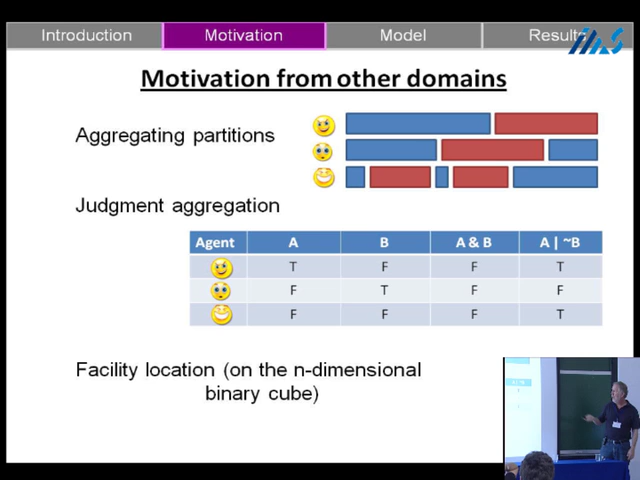 Introduction Motivation Model Results
Motivation from other domains
Aggregating partitions
Judgment aggregation
Agent A B A & B A | ~B
T F F T
F T F F
F F F T
Facility location (on the n-dimensional
binary cube)